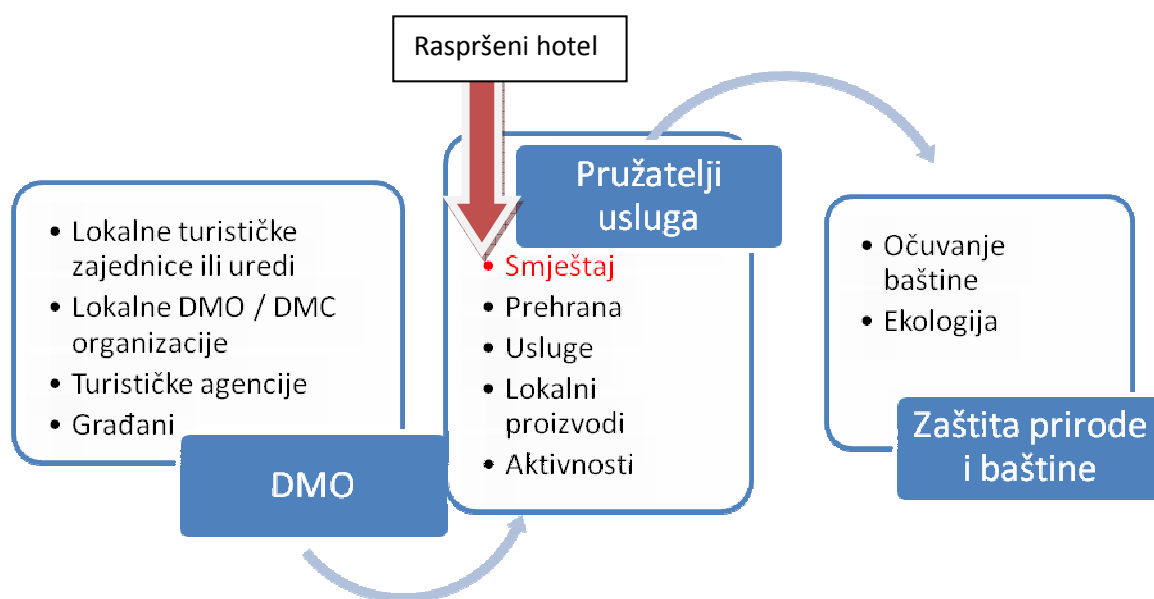 Raspršeni hotel
• Lokalne turističke
zajednice ili uredi
• Lokalne DMO / DMC
organizacije
• Turističke agencije
• Građani
DMO
Pružatelji
usluga
• Smještaj
• Prehrana
• Usluge
• Lokalni
proizvodi
• Aktivnosti
• Očuvanje
baštine
• Ekologija
Zaštita prirode
i baštine